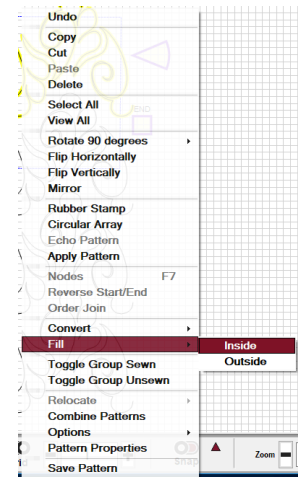 Undo
Copy
Cut
Paste
Delete
END
Select All
View All
Rotate 90 degrees
Flip Horizontally
Flip Vertically
Mirror
Rubber Stamp
Circular Array
Echo Pattern
Apply Pattern
Nodes F7
Reverse Start/End
Order Join
Convert
Fill Inside
Outside
Toggle Group Sewn
Toggle Group Unsewn
Relocate
Combine Patterns
Options
Pattern Properties Zoom
Snap
Save Pattern